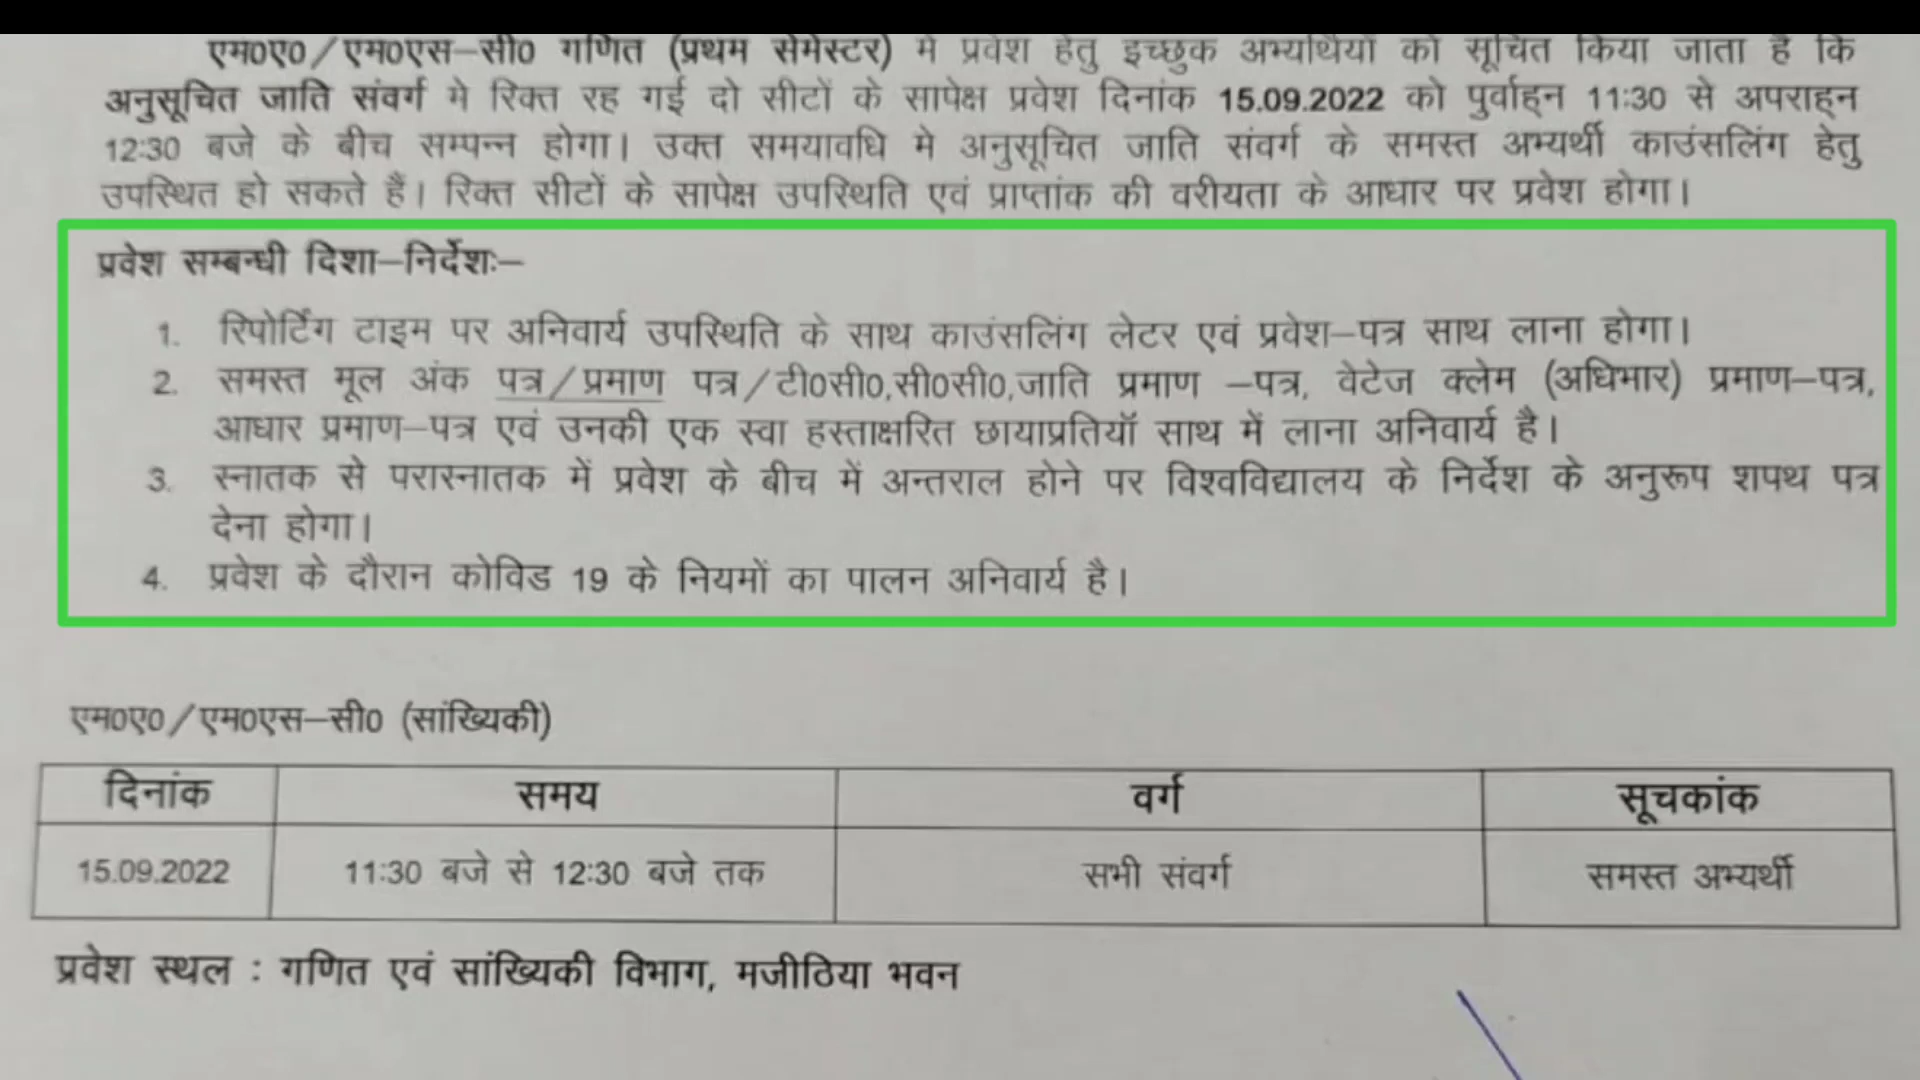 एम0ए0/एम0एस-सी0 गणित (प्रथम सेमेस्टर) मे प्रवेश हेतु इच्छुक अभ्यर्थियों को सूचित किया जाता है कि
अनुसूचित जाति संवर्ग मे रिक्त रह गई दो सीटों के सापेक्ष प्रवेश दिनांक 15.09.2022 को पुर्वाह्न 11:30 से अपराह्न
12:30 बजे के बीच सम्पन्न होगा। उक्त समयावधि मे अनुसूचित जाति संवर्ग के समस्त अभ्यर्थी काउंसलिंग हेतु
उपस्थित हो सकते हैं। रिक्त सीटों के सापेक्ष उपस्थिति एवं प्राप्तांक की वरीयता के आधार पर प्रवेश होगा।
प्रवेश सम्बन्धी दिशा-निर्देश:-
1. रिपोर्टिंग टाइम पर अनिवार्य उपस्थिति के साथ काउंसलिंग लेटर एवं प्रवेश-पत्र साथ लाना होगा।
2. समस्त मूल अंक पत्र/प्रमाण पत्र/टी0सी0,सी0सी0,जाति प्रमाण -पत्र, वेटेज क्लेम (अधिभार) प्रमाण-पत्र,
आधार प्रमाण-पत्र एवं उनकी एक स्वा हस्ताक्षरित छायाप्रतियॉ साथ में लाना अनिवार्य है।
3. स्नातक से परास्नातक में प्रवेश के बीच में अन्तराल होने पर विश्वविद्यालय के निर्देश के अनुरूप शपथ पत्र
देना होगा।
4. प्रवेश के दौरान कोविड 19 के नियमों का पालन अनिवार्य है।
एम0ए0/एम0एस-सी0 (सांख्यिकी)
दिनांक समय वर्ग सूचकांक
15.09.2022 11:30 बजे से 12:30 बजे तक सभी संवर्ग समस्त अभ्यर्थी
प्रवेश स्थल : गणित एवं सांख्यिकी विभाग, मजीठिया भवन